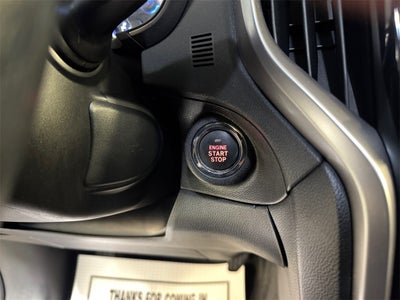 ENGINE
START
STOP
THANKS FOR COMING IN